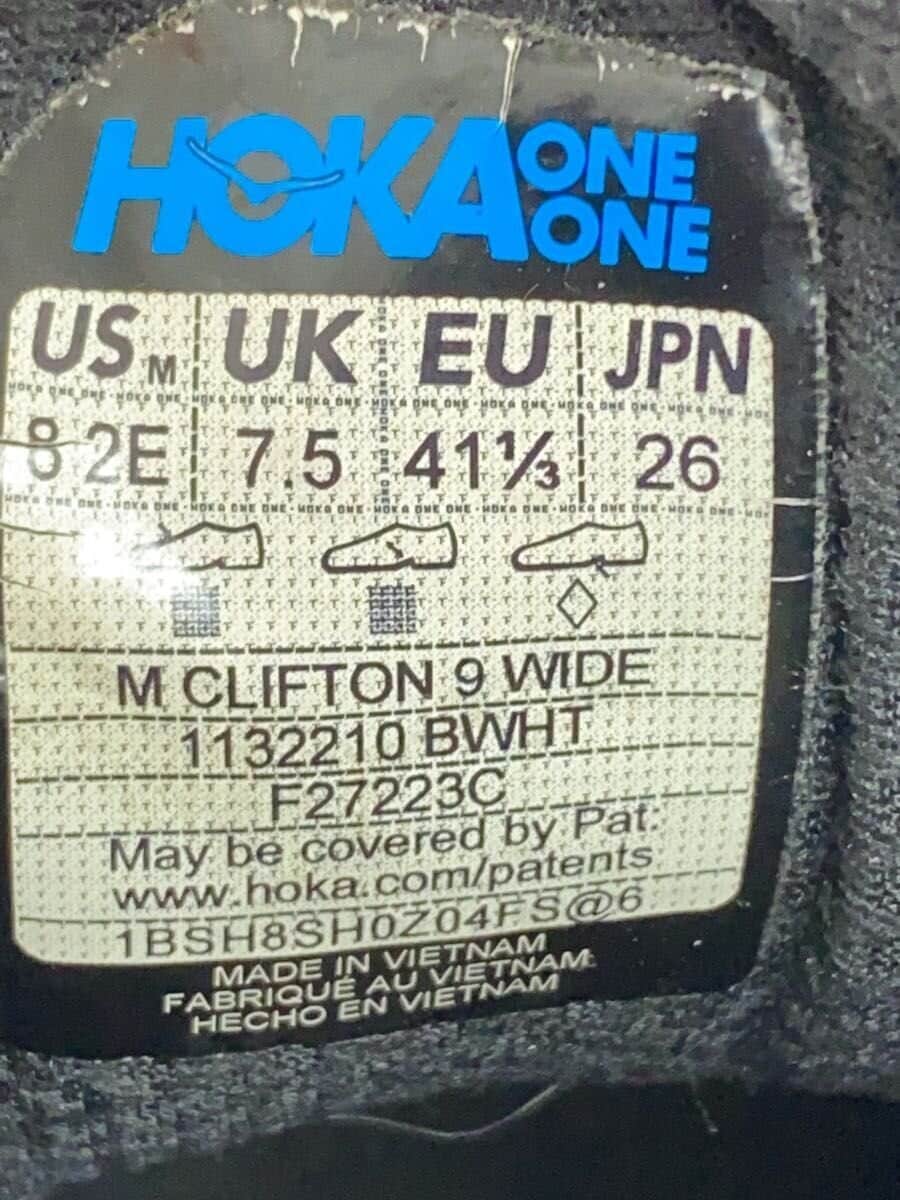 HOKA ONE ONE
US M UK EU JPN
8 2E 7.5 41⅓ 26
M CLIFTON 9 WIDE
1132210 BWHT
F27223C
May be covered by Pat:
www.hoka.com/patents
1BSH8SH0Z04FS@6
MADE IN VIETNAM
FABRIQUÉ AU VIETNAM
HECHO EN VIETNAM